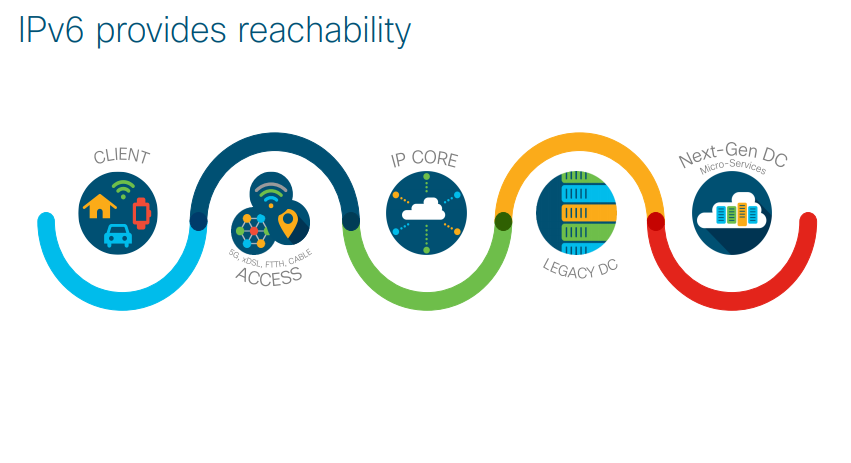 IPv6 provides reachability
CLIENT
5G, xDSL, FTTH, CABLE
ACCESS
IP CORE
LEGACY DC
Next-Gen DC
Micro-Services